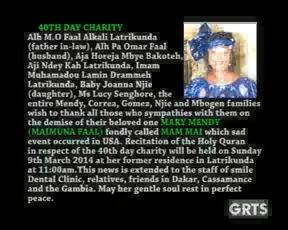 40TH DAY CHARITY
Alh M.O Faal Alkali Latrikunda
(father in-law), Alh Pa Omar Faal
(husband), Aja Horeja Mbye Bakoteh,
Aji Ndey Kah Latrikunda, Imam
Muhamadou Lamin Drammeh
Latrikunda, Baby Joanna Njie
(daughter), Ms Lucy Senghore, the
entire Mendy, Correa, Gomez, Njie and Mbogen families
wish to thank all those who sympathies with them on
the demise of their beloved one MARY MENDY
(MAIMUNA FAAL) fondly called MAM MAI which sad
event occurred in USA. Recitation of the Holy Quran
in respect of the 40th day charity will be held on Sunday
9th March 2014 at her former residence in Latrikunda
at 11:00am.This news is extended to the staff of smile
Dental Clinic, relatives, friends in Dakar, Cassamance
and the Gambia. May her gentle soul rest in perfect
peace.
GRTS